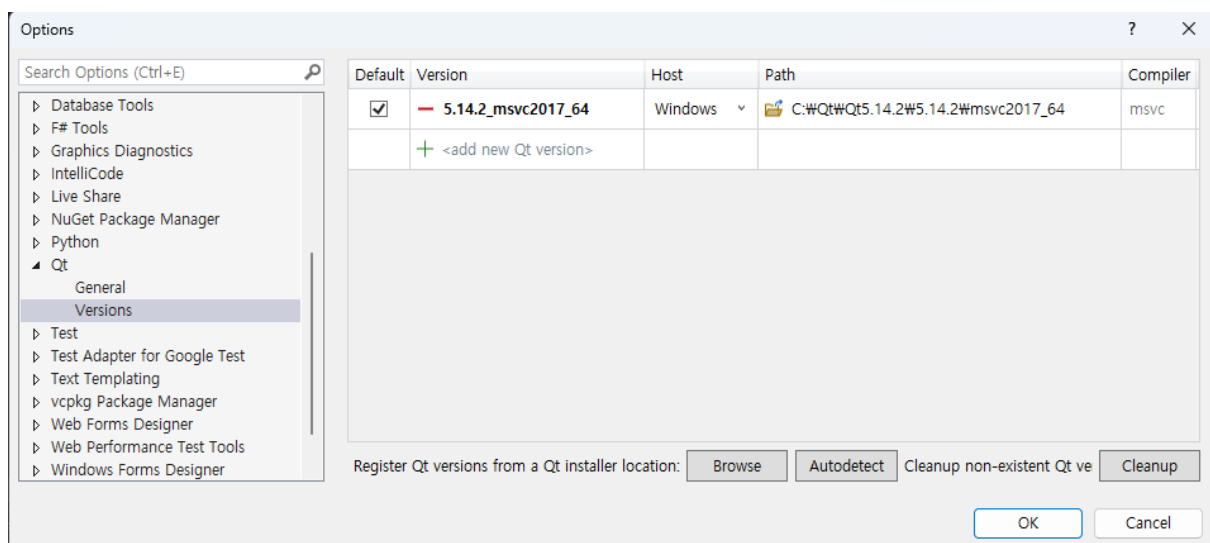 Options
?
Search Options (Ctrl+E)
Database Tools
F# Tools
Graphics Diagnostics
IntelliCode
Live Share
NuGet Package Manager
Python
Qt
General
Versions
Test
Test Adapter for Google Test
Text Templating
vcpkg Package Manager
Web Forms Designer
Web Performance Test Tools
Windows Forms Designer
Default Version Host Path Compiler
5.14.2_msvc2017_64 Windows C:₩Qt₩Qt5.14.2₩5.14.2₩msvc2017_64 msvc
<add new Qt version>
Register Qt versions from a Qt installer location: Browse Autodetect Cleanup non-existent Qt ve Cleanup
OK Cancel